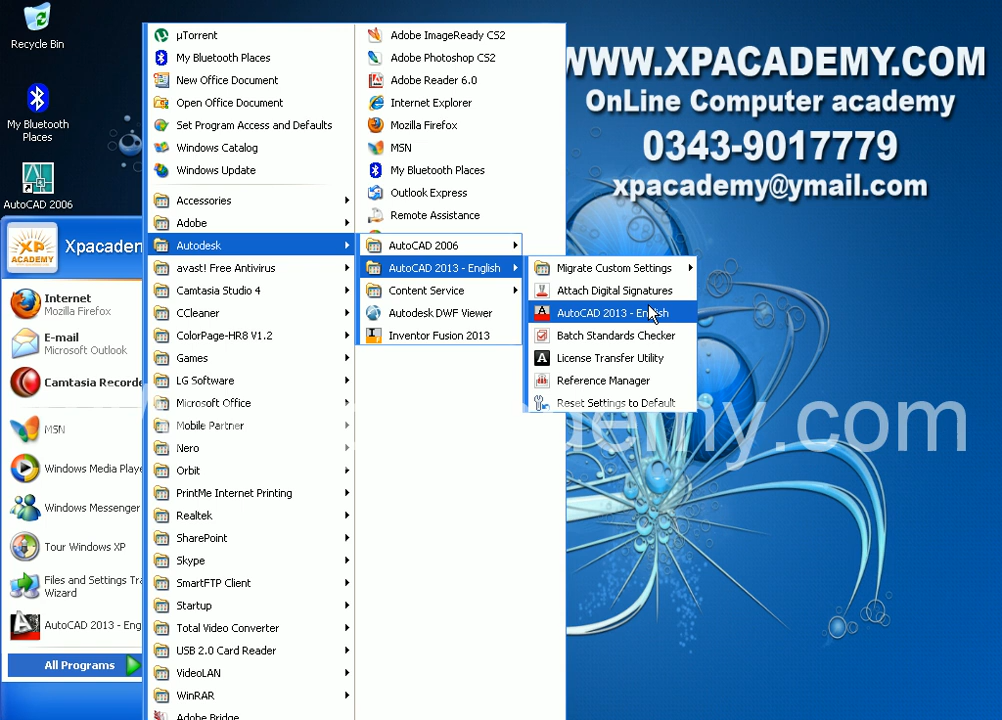 Recycle Bin
My Bluetooth
Places
AutoCAD 2006
XP
ACADEMY
Xpacadem
Internet
Mozilla Firefox
E-mail
Microsoft Outlook
Camtasia Recorde
MSN
Windows Media Playe
Windows Messenger
Tour Windows XP
Files and Settings Tra
Wizard
AutoCAD 2013 - Eng
All Programs
µTorrent
My Bluetooth Places
New Office Document
Open Office Document
Set Program Access and Defaults
Windows Catalog
Windows Update
Accessories
Adobe
Autodesk
avast! Free Antivirus
Camtasia Studio 4
CCleaner
ColorPage-HR8 V1.2
Games
LG Software
Microsoft Office
Mobile Partner
Nero
Orbit
PrintMe Internet Printing
Realtek
SharePoint
Skype
SmartFTP Client
Startup
Total Video Converter
USB 2.0 Card Reader
VideoLAN
WinRAR
Adobe Bridge
Adobe ImageReady CS2
Adobe Photoshop CS2
Adobe Reader 6.0
Internet Explorer
Mozilla Firefox
MSN
My Bluetooth Places
Outlook Express
Remote Assistance
AutoCAD 2006
AutoCAD 2013 - English
Content Service
Autodesk DWF Viewer
Inventor Fusion 2013
Migrate Custom Settings
Attach Digital Signatures
AutoCAD 2013 - English
Batch Standards Checker
License Transfer Utility
Reference Manager
Reset Settings to Default
WWW.XPACADEMY.COM
OnLine Computer academy
0343-9017779
xpacademy@ymail.com
ademy.com